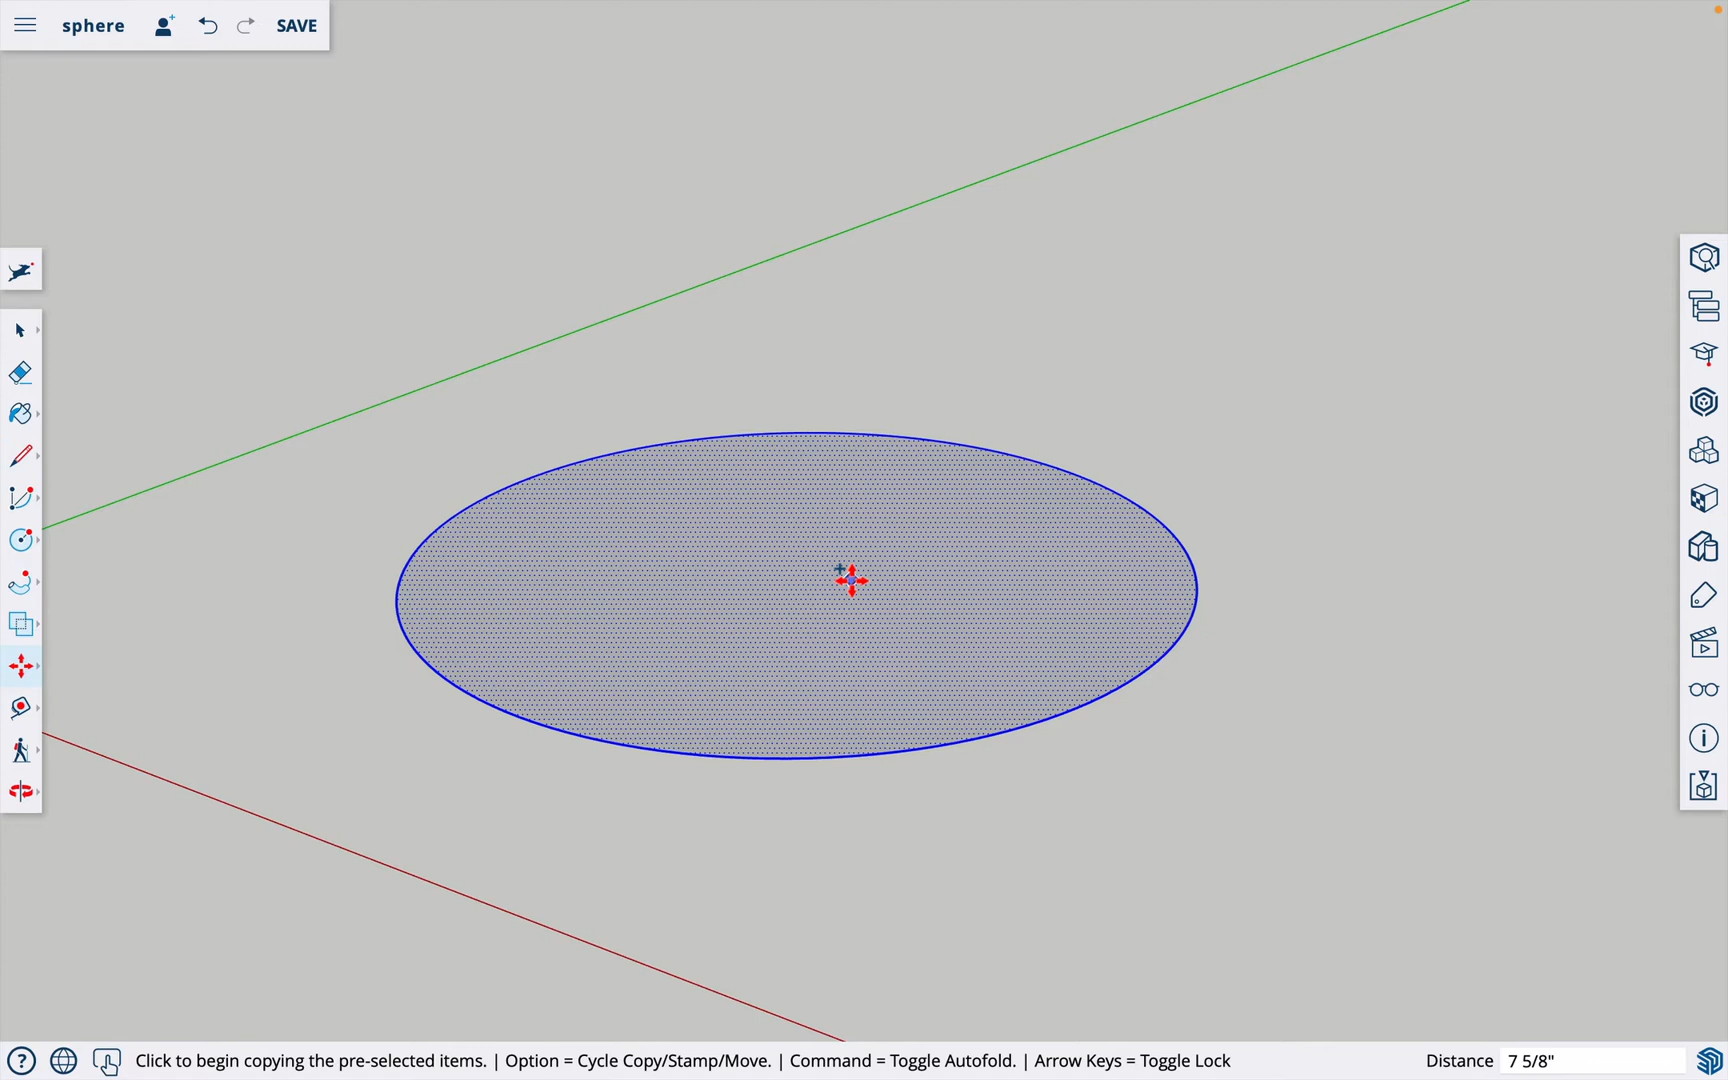 sphere SAVE
Click to begin copying the pre-selected items. | Option = Cycle Copy/Stamp/Move. | Command = Toggle Autofold. | Arrow Keys = Toggle Lock Distance 7 5/8"